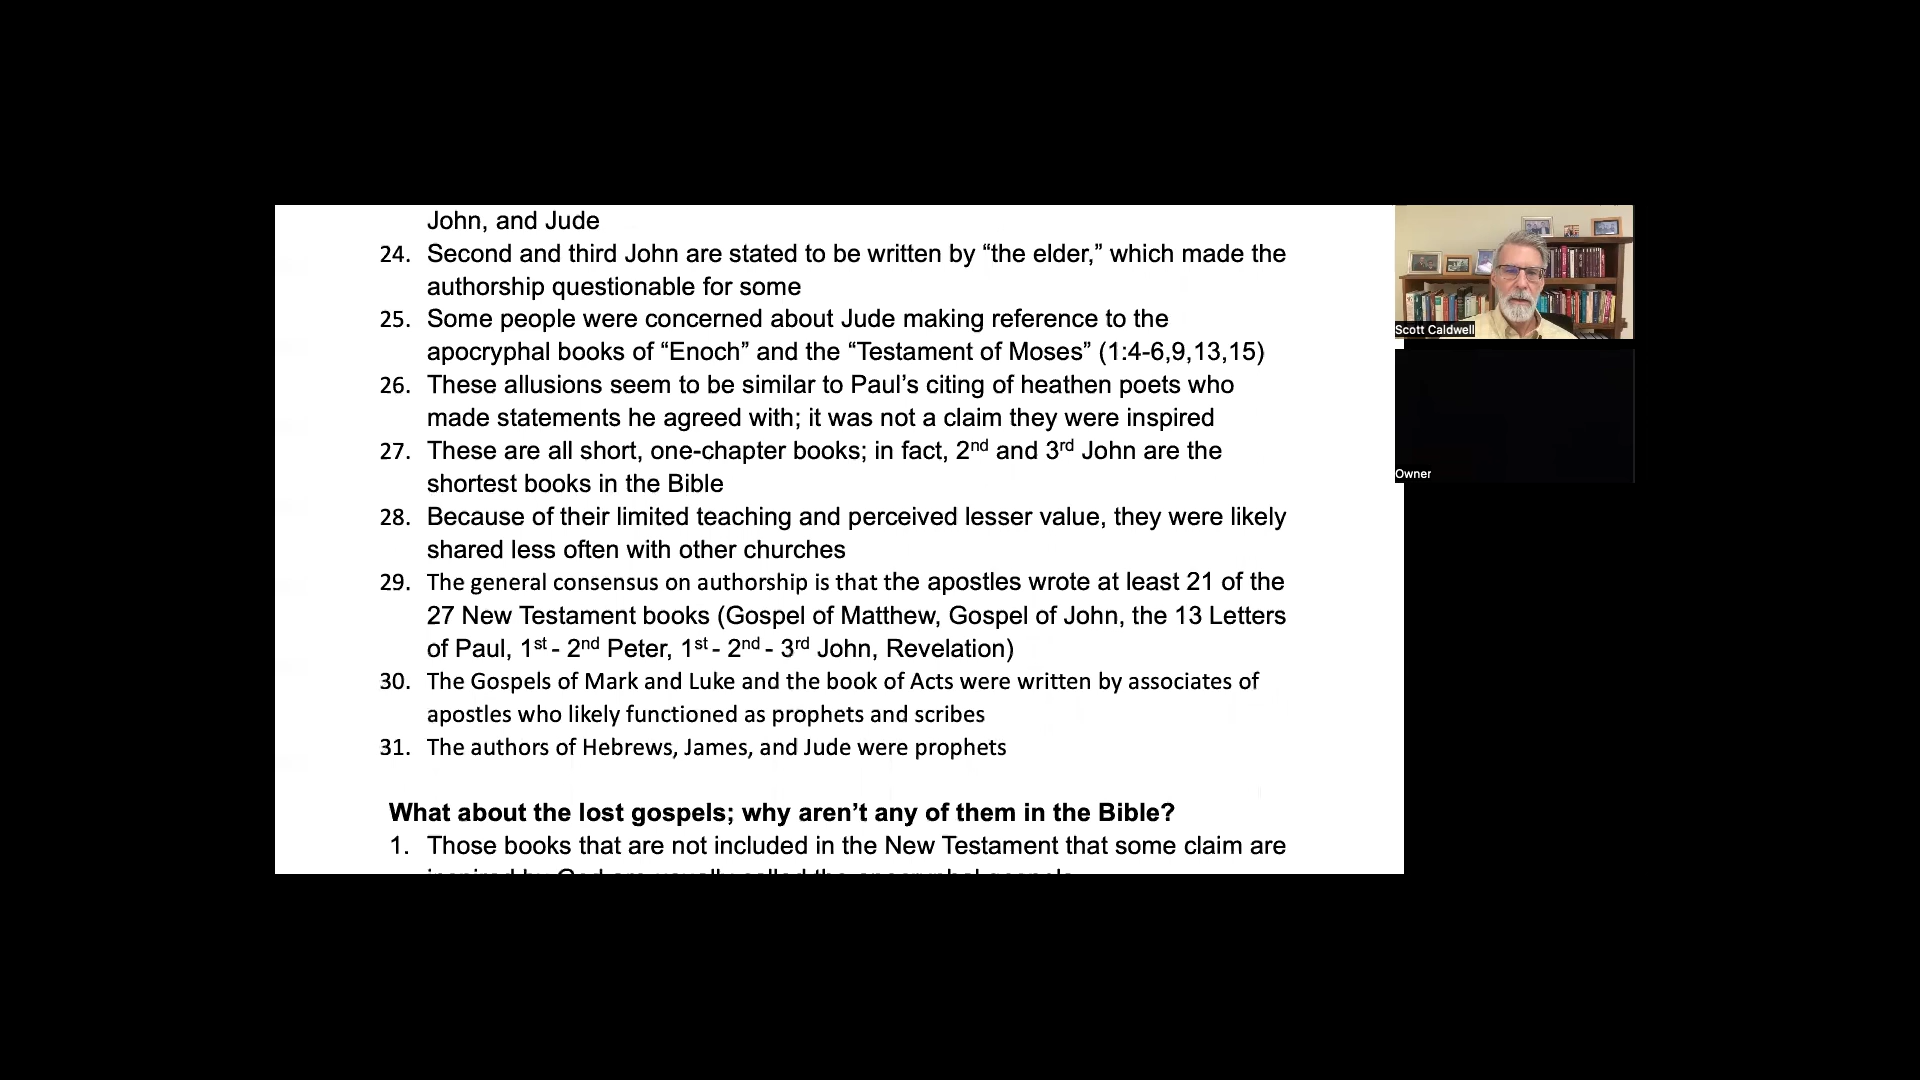 John, and Jude
24. Second and third John are stated to be written by “the elder,” which made the
authorship questionable for some
25. Some people were concerned about Jude making reference to the
apocryphal books of “Enoch” and the “Testament of Moses” (1:4-6,9,13,15)
26. These allusions seem to be similar to Paul’s citing of heathen poets who
made statements he agreed with; it was not a claim they were inspired
27. These are all short, one-chapter books; in fact, 2nd and 3rd John are the
shortest books in the Bible
28. Because of their limited teaching and perceived lesser value, they were likely
shared less often with other churches
29. The general consensus on authorship is that the apostles wrote at least 21 of the
27 New Testament books (Gospel of Matthew, Gospel of John, the 13 Letters
of Paul, 1st - 2nd Peter, 1st - 2nd - 3rd John, Revelation)
30. The Gospels of Mark and Luke and the book of Acts were written by associates of
apostles who likely functioned as prophets and scribes
31. The authors of Hebrews, James, and Jude were prophets
What about the lost gospels; why aren’t any of them in the Bible?
1. Those books that are not included in the New Testament that some claim are
inspired by God are usually called the apocryphal gospels
Scott Caldwell
Owner